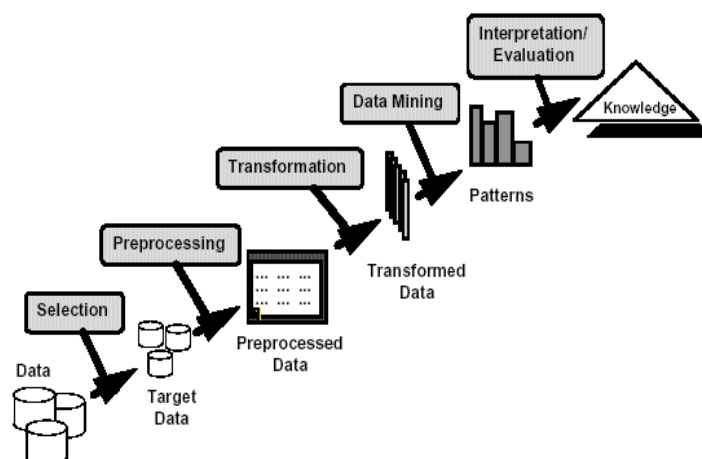 Interpretation/
Evaluation
Knowledge
Data Mining
Patterns
Transformation
Transformed
Data
Preprocessing
... ... ...
... ... ...
... ... ...
Preprocessed
Data
Selection
Target
Data
Data